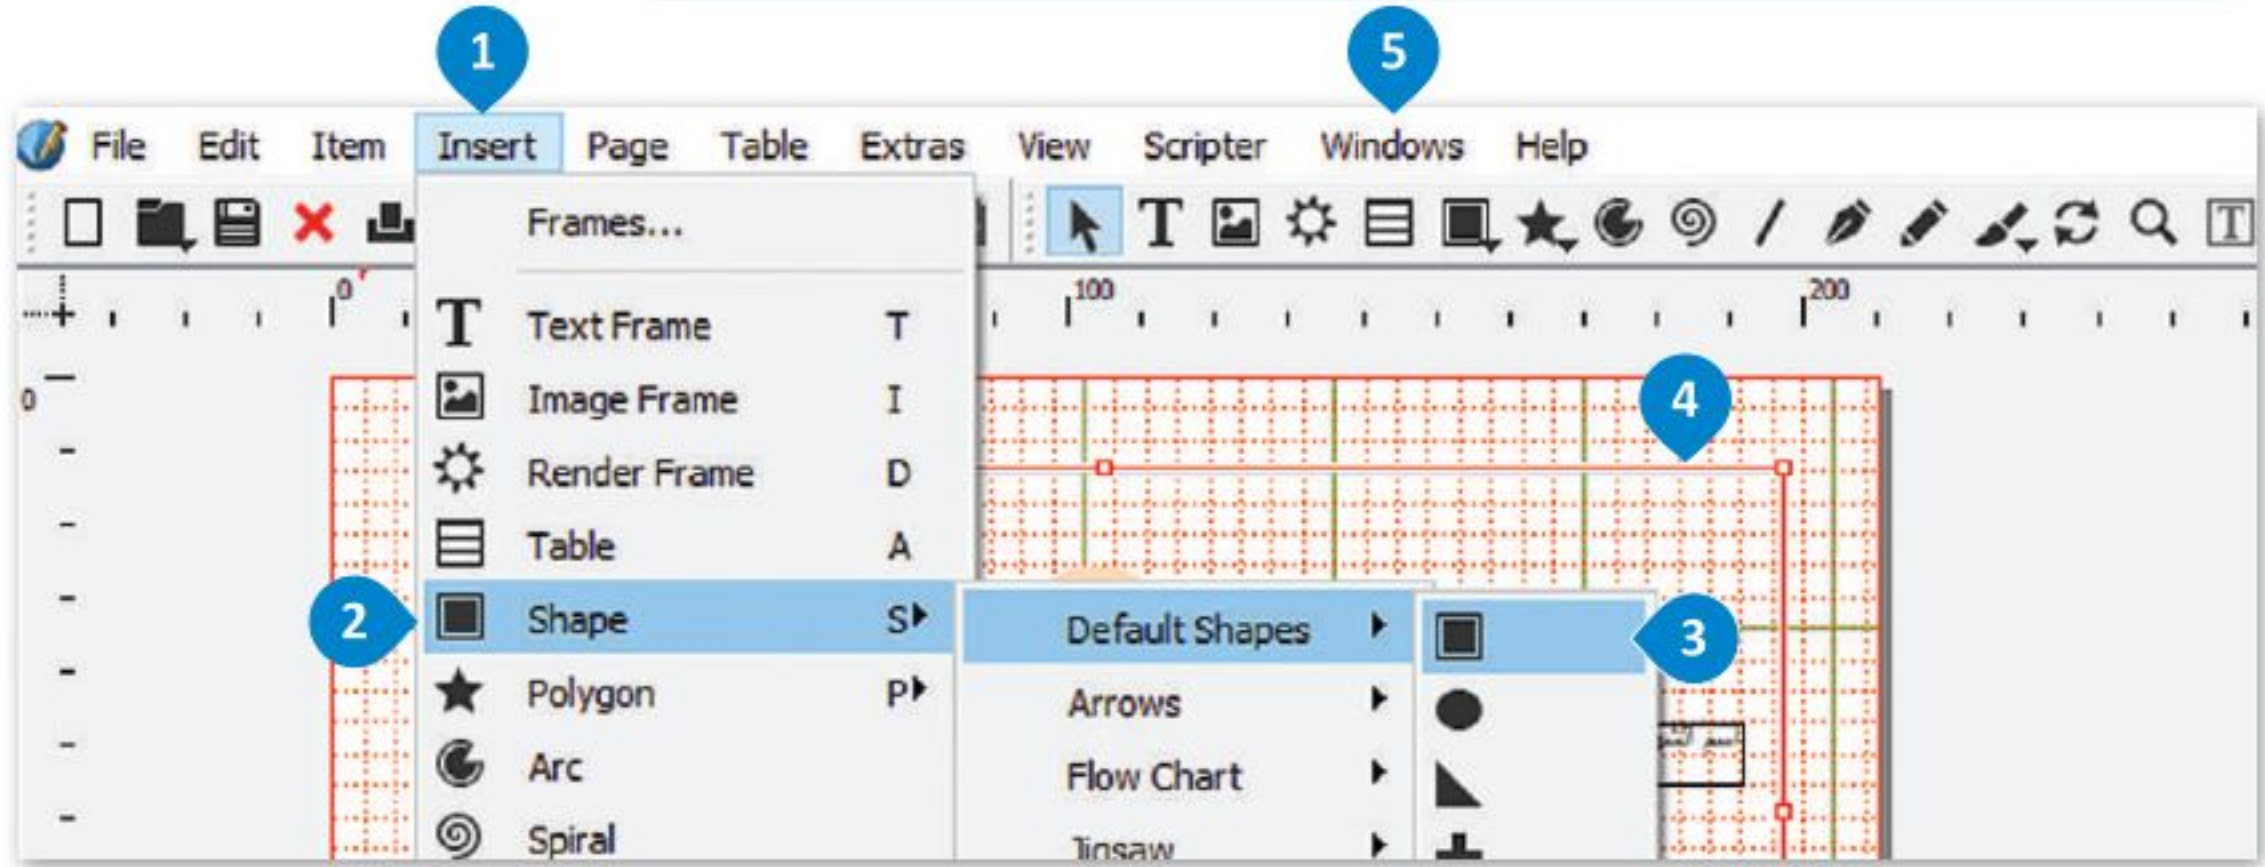 1 5
File Edit Item Insert Page Table Extras View Scripter Windows Help
Frames...
0 100 200
Text Frame T
0
4
Image Frame I
Render Frame D
Table A
2 Shape S
Default Shapes
3
Polygon P
Arrows
Arc
Flow Chart
Spiral
Jigsaw